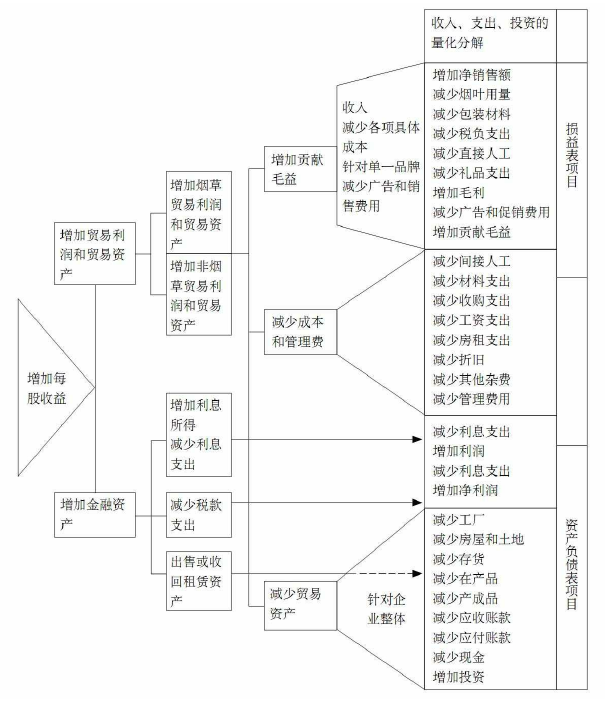 收入、支出、投资的
量化分解
增加净销售额
减少烟叶用量
减少包装材料
减少税负支出
减少直接人工
减少礼品支出
增加毛利
减少广告和促销费用
增加贡献毛益
损益表项目
收入
减少各项具体
成本
针对单一品牌
减少广告和销
售费用
增加贡献
毛益
增加烟草
贸易利润
和贸易资
产
增加贸易利
润和贸易资
产
增加非烟
草贸易利
润和贸易
资产
减少成本
和管理费
减少间接人工
减少材料支出
减少收购支出
减少工资支出
减少房租支出
减少折旧
减少其他杂费
减少管理费用
增加每
股收益
增加利息
所得
减少利息
支出
减少利息支出
增加利润
减少利息支出
增加净利润
增加金融资
产
减少税款
支出
出售或收
回租赁资
产
减少贸易
资产
针对企
业整体
减少工厂
减少房屋和土地
减少存货
减少在产品
减少产成品
减少应收账款
减少应付账款
减少现金
增加投资
资产负债表项目